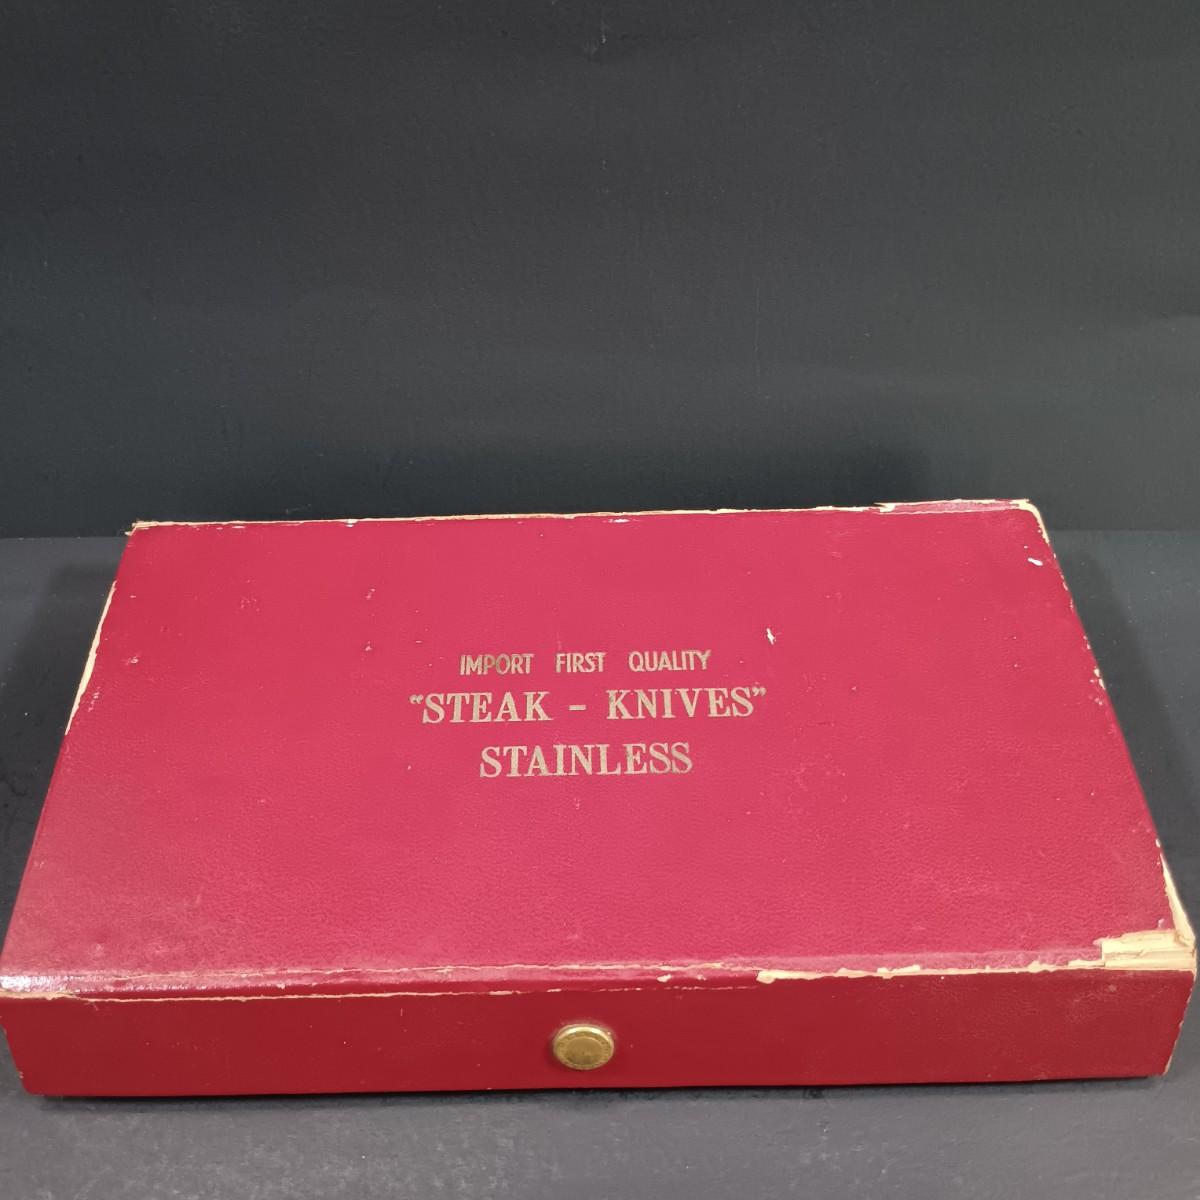 IMPORT FIRST QUALITY
“STEAK - KNIVES”
STAINLESS